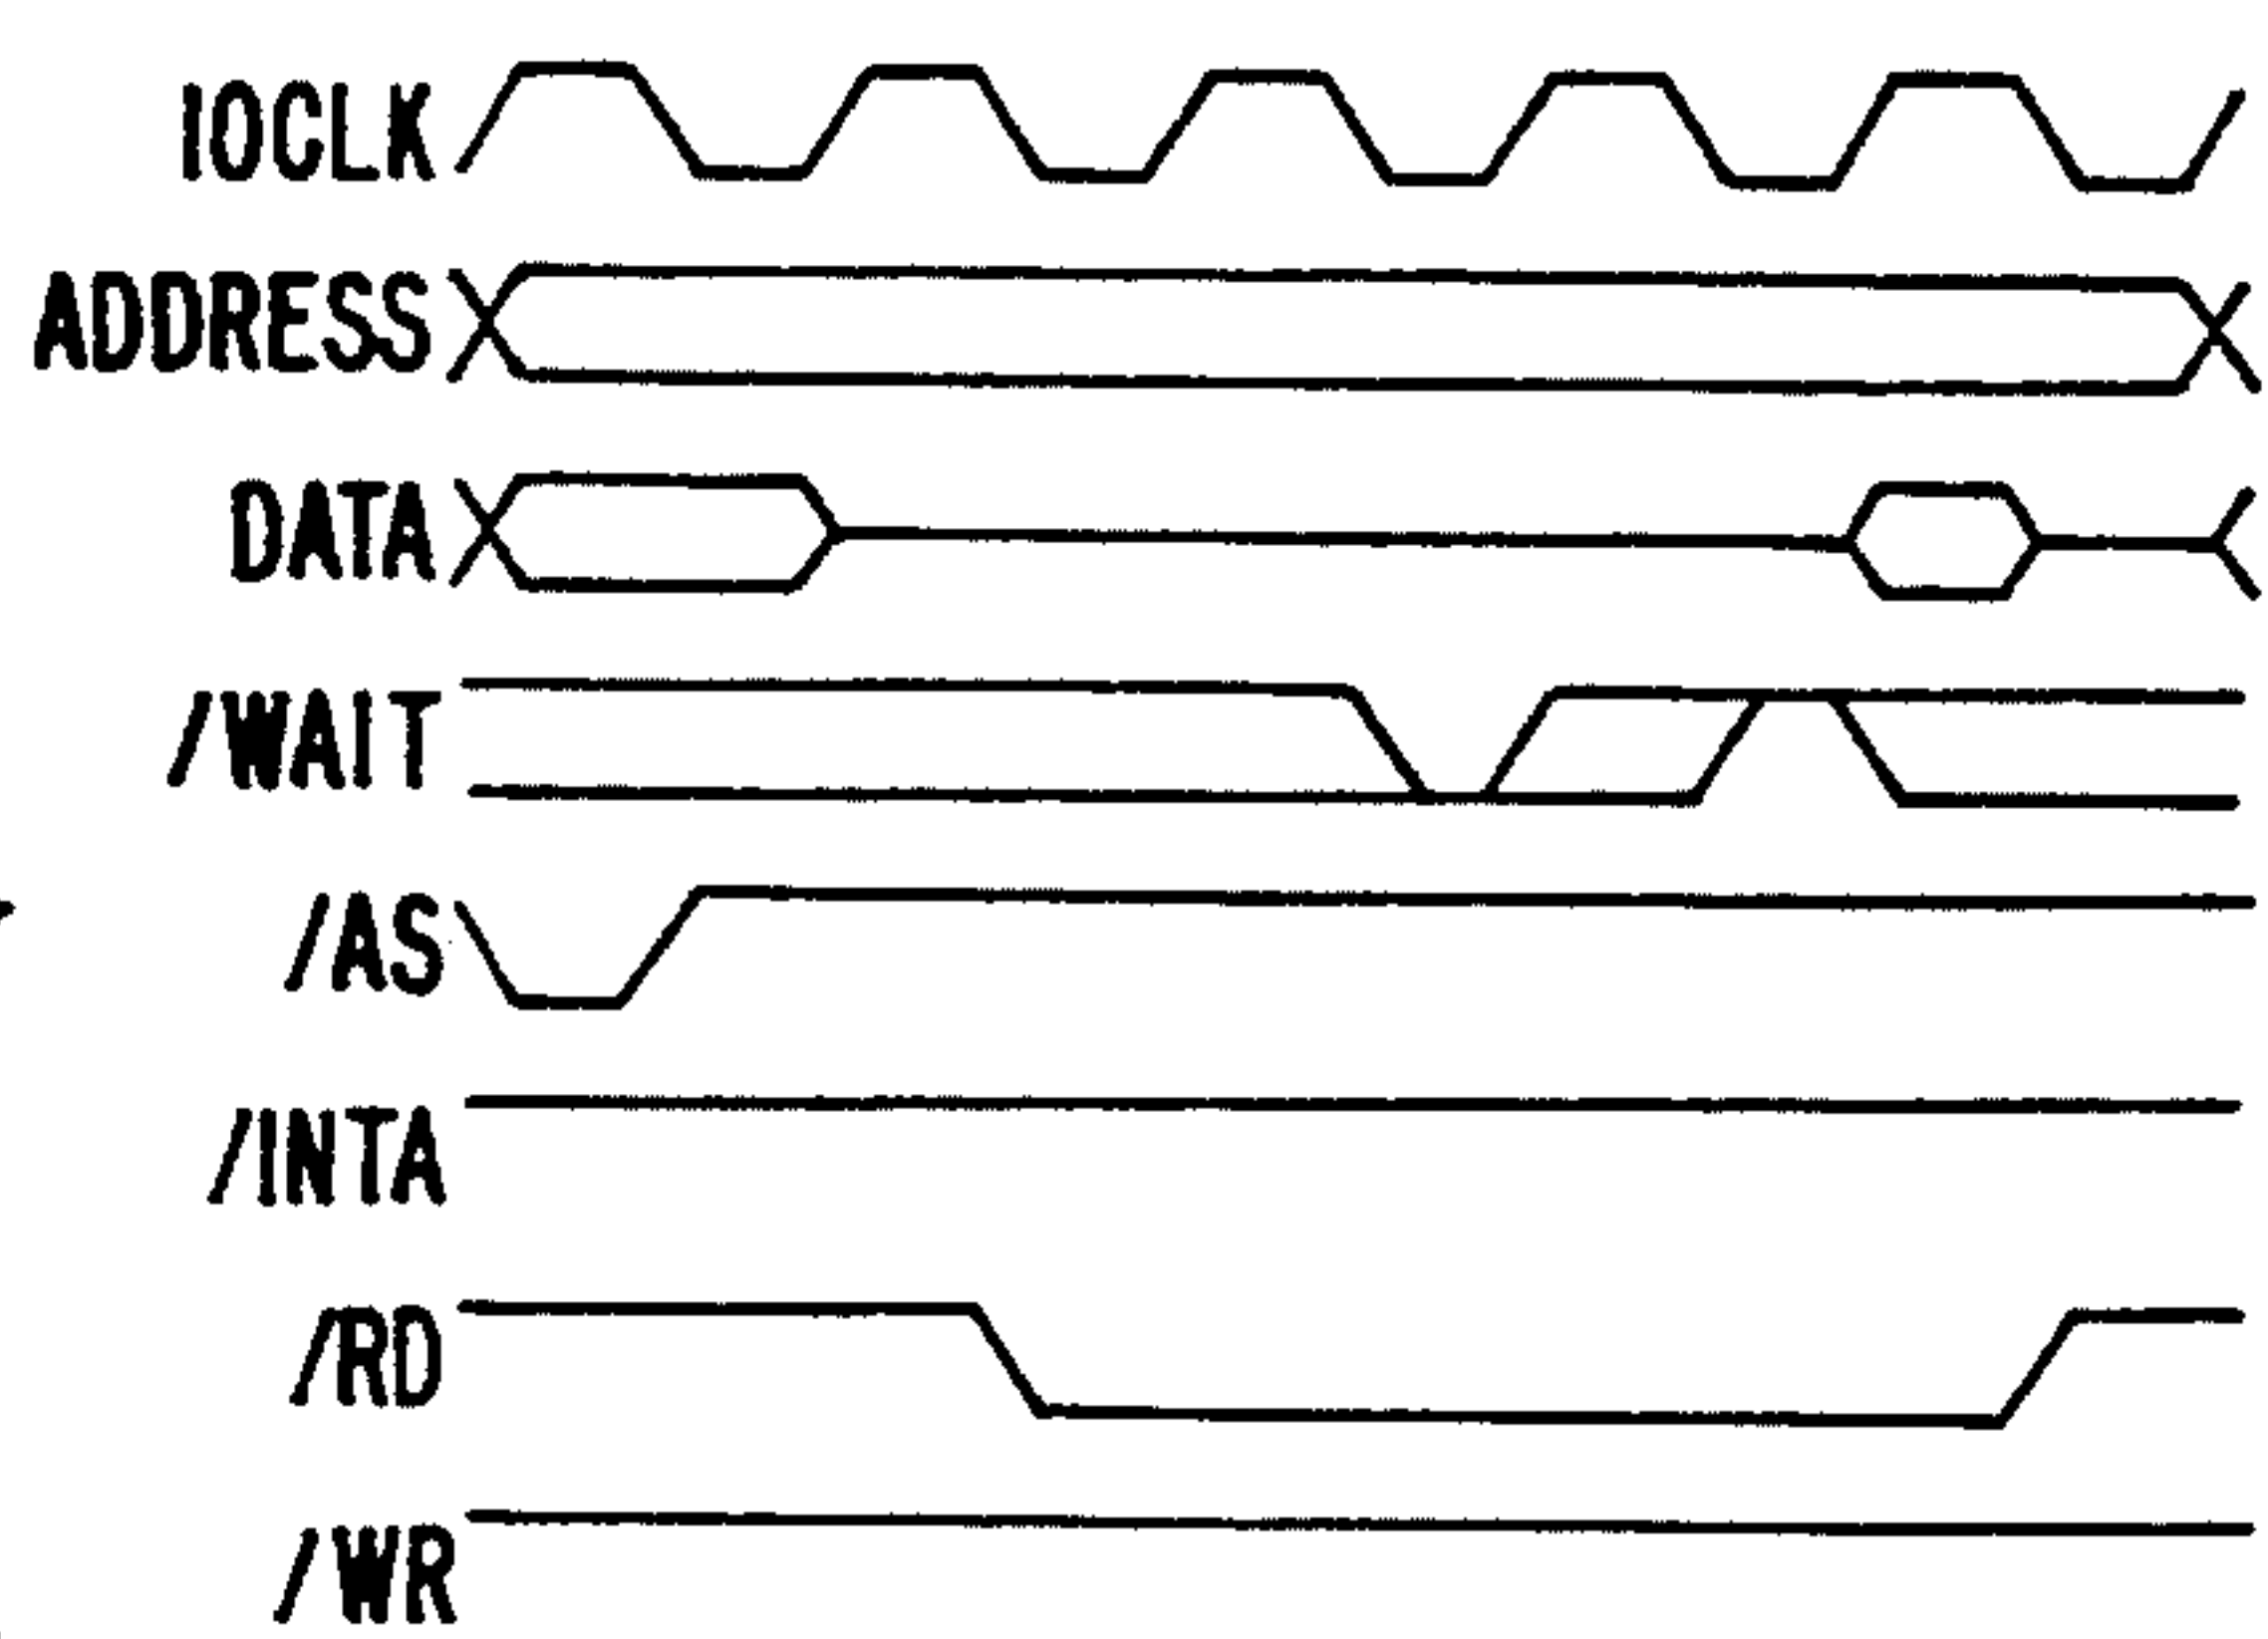 IOCLK
ADDRESS
DATA
/WAIT
/AS
/INTA
/RD
/WR